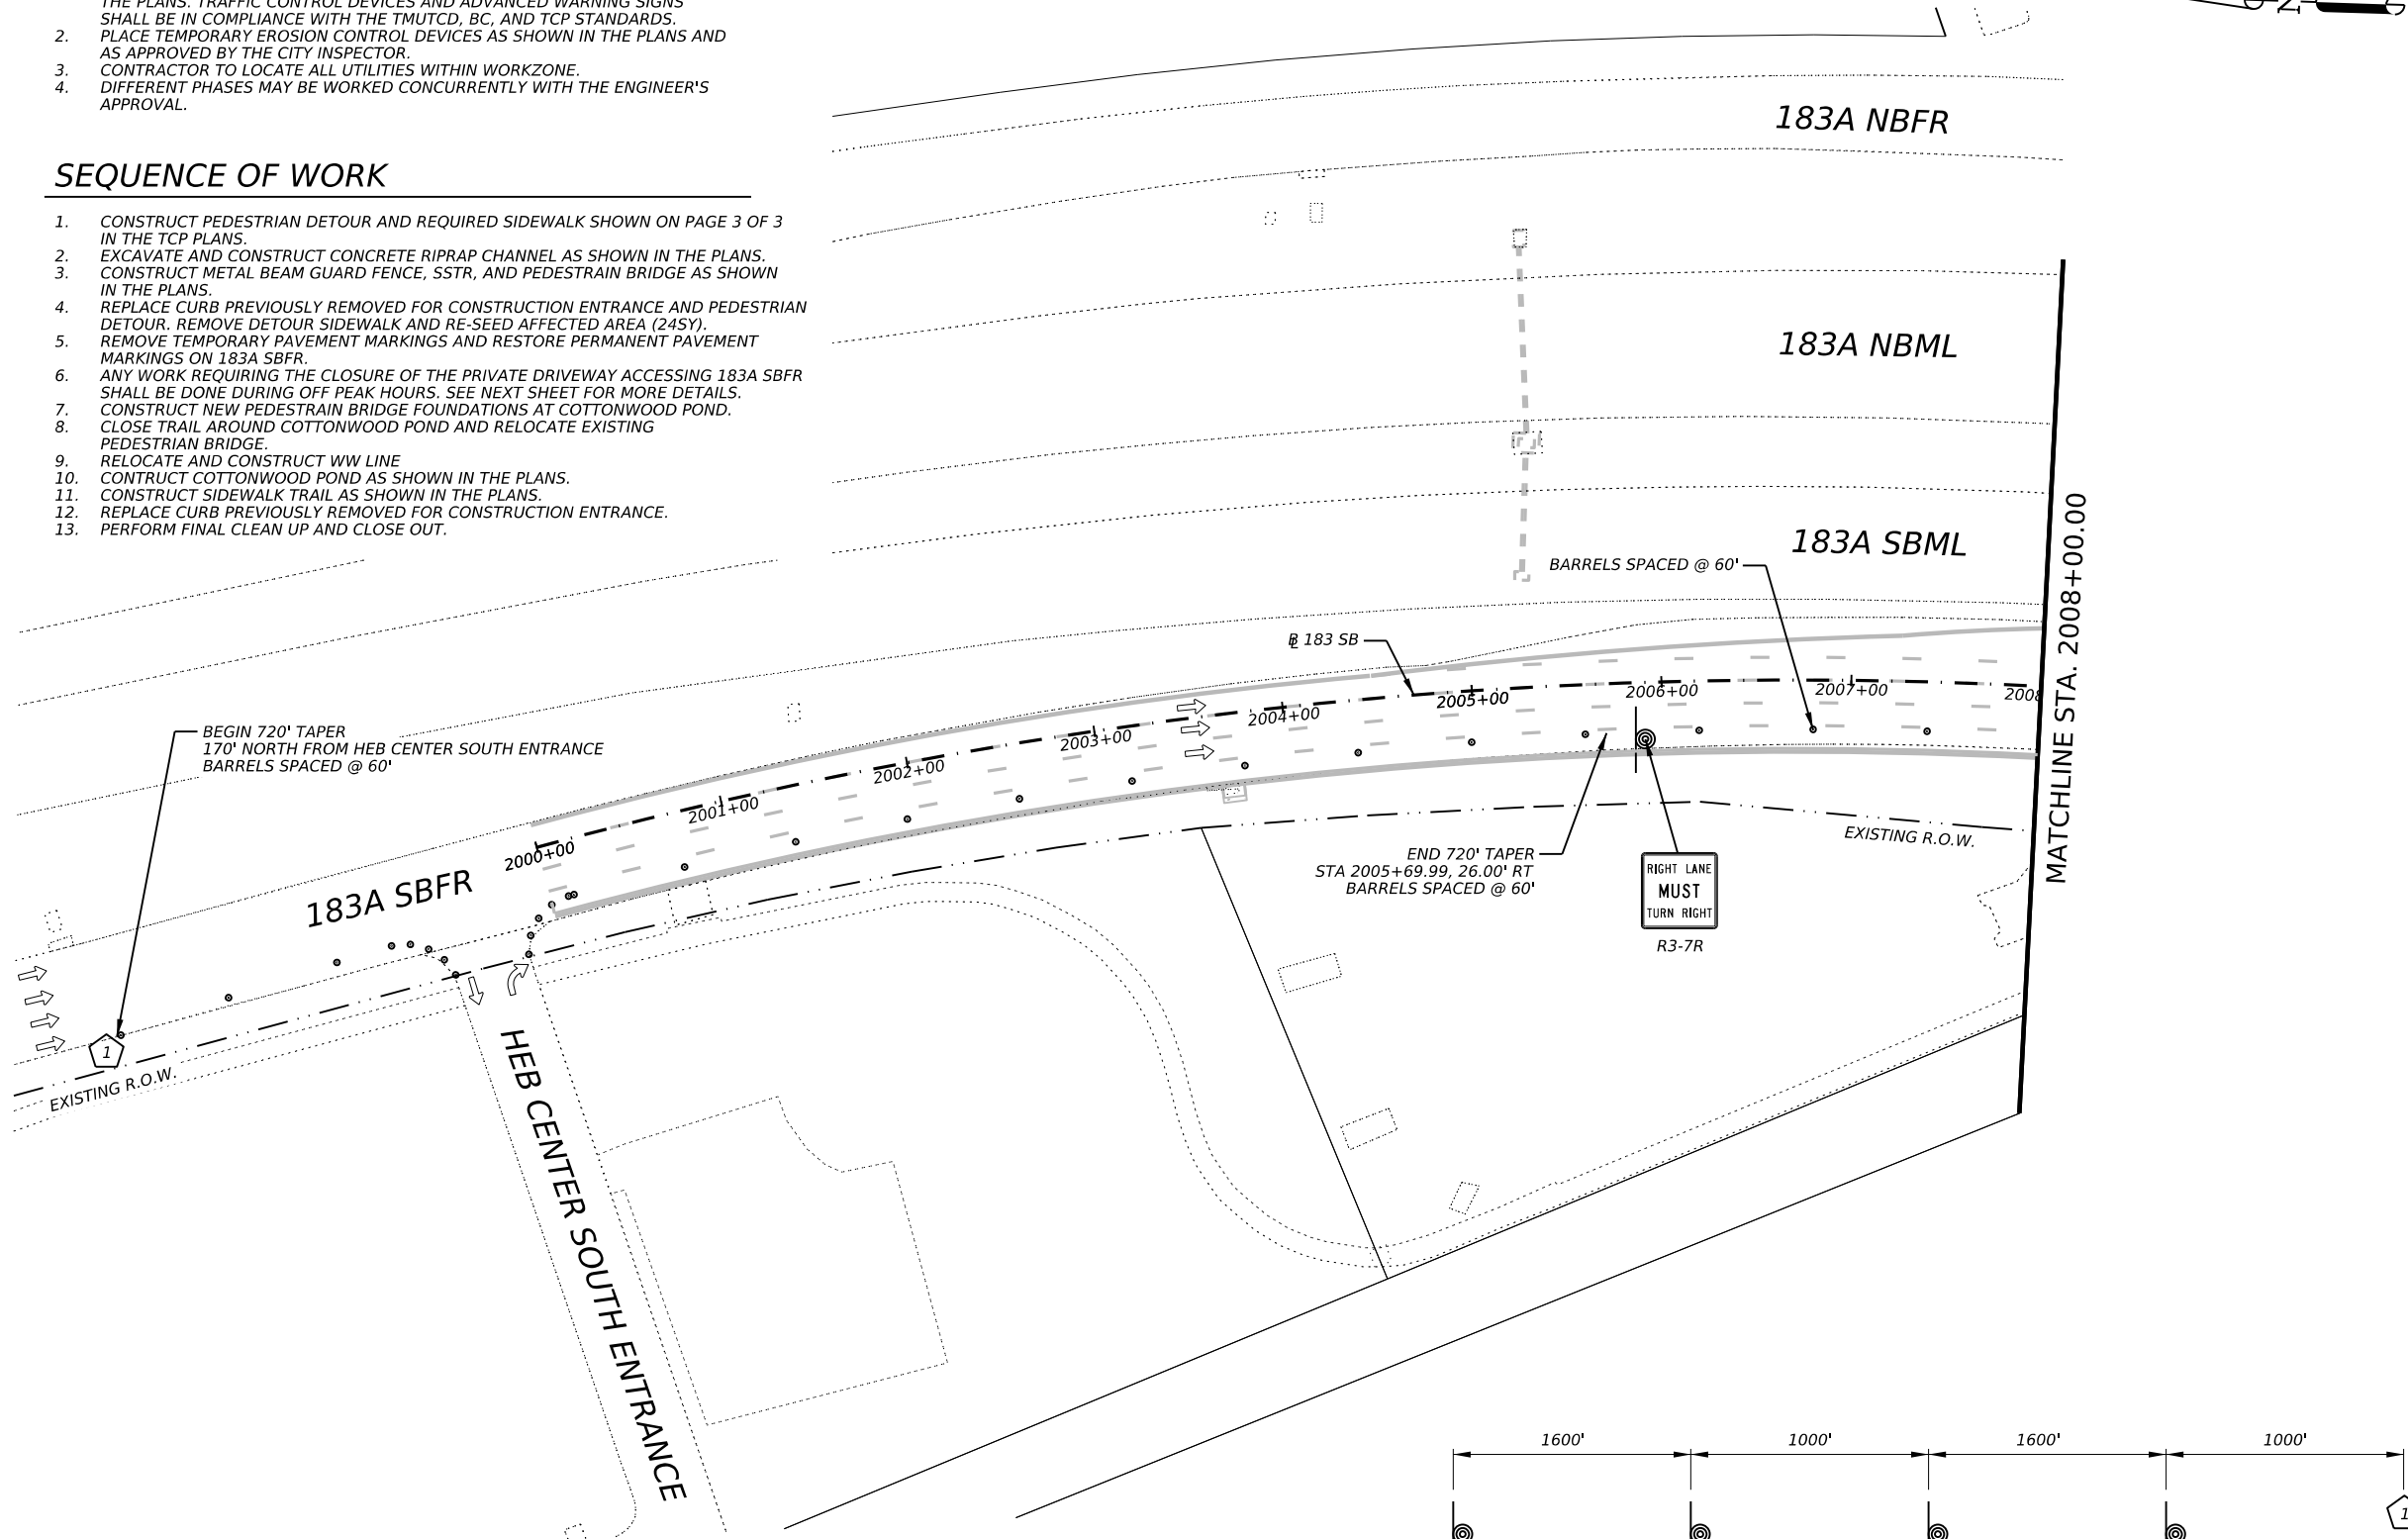 THE PLANS. TRAFFIC CONTROL DEVICES AND ADVANCED WARNING SIGNS
SHALL BE IN COMPLIANCE WITH THE TMUTCD, BC, AND TCP STANDARDS.
2. PLACE TEMPORARY EROSION CONTROL DEVICES AS SHOWN IN THE PLANS AND
AS APPROVED BY THE CITY INSPECTOR.
3. CONTRACTOR TO LOCATE ALL UTILITIES WITHIN WORKZONE.
4. DIFFERENT PHASES MAY BE WORKED CONCURRENTLY WITH THE ENGINEER'S
APPROVAL.
SEQUENCE OF WORK
1. CONSTRUCT PEDESTRIAN DETOUR AND REQUIRED SIDEWALK SHOWN ON PAGE 3 OF 3
IN THE TCP PLANS.
2. EXCAVATE AND CONSTRUCT CONCRETE RIPRAP CHANNEL AS SHOWN IN THE PLANS.
3. CONSTRUCT METAL BEAM GUARD FENCE, SSTR, AND PEDESTRAIN BRIDGE AS SHOWN
IN THE PLANS.
4. REPLACE CURB PREVIOUSLY REMOVED FOR CONSTRUCTION ENTRANCE AND PEDESTRIAN
DETOUR. REMOVE DETOUR SIDEWALK AND RE-SEED AFFECTED AREA (24SY).
5. REMOVE TEMPORARY PAVEMENT MARKINGS AND RESTORE PERMANENT PAVEMENT
MARKINGS ON 183A SBFR.
6. ANY WORK REQUIRING THE CLOSURE OF THE PRIVATE DRIVEWAY ACCESSING 183A SBFR
SHALL BE DONE DURING OFF PEAK HOURS. SEE NEXT SHEET FOR MORE DETAILS.
7. CONSTRUCT NEW PEDESTRAIN BRIDGE FOUNDATIONS AT COTTONWOOD POND.
8. CLOSE TRAIL AROUND COTTONWOOD POND AND RELOCATE EXISTING
PEDESTRIAN BRIDGE.
9. RELOCATE AND CONSTRUCT WW LINE
10. CONTRUCT COTTONWOOD POND AS SHOWN IN THE PLANS.
11. CONSTRUCT SIDEWALK TRAIL AS SHOWN IN THE PLANS.
12. REPLACE CURB PREVIOUSLY REMOVED FOR CONSTRUCTION ENTRANCE.
13. PERFORM FINAL CLEAN UP AND CLOSE OUT.
N
183A NBFR
183A NBML
183A SBML
BARRELS SPACED @ 60'
183 SB
MATCHLINE STA. 2008+00.00
BEGIN 720' TAPER
170' NORTH FROM HEB CENTER SOUTH ENTRANCE
BARRELS SPACED @ 60'
2000+00
2001+00
2002+00
2003+00
2004+00
2005+00
2006+00
2007+00
2008
183A SBFR
END 720' TAPER
STA 2005+69.99, 26.00' RT
BARRELS SPACED @ 60'
RIGHT LANE
MUST
TURN RIGHT
R3-7R
EXISTING R.O.W.
1
EXISTING R.O.W.
HEB CENTER SOUTH ENTRANCE
1600'
1000'
1600'
1000'
1